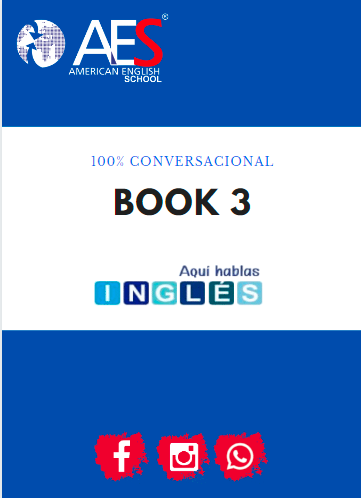 AES®
AMERICAN ENGLISH
SCHOOL
100% CONVERSACIONAL
BOOK 3
Aquí hablas
INGLÉS